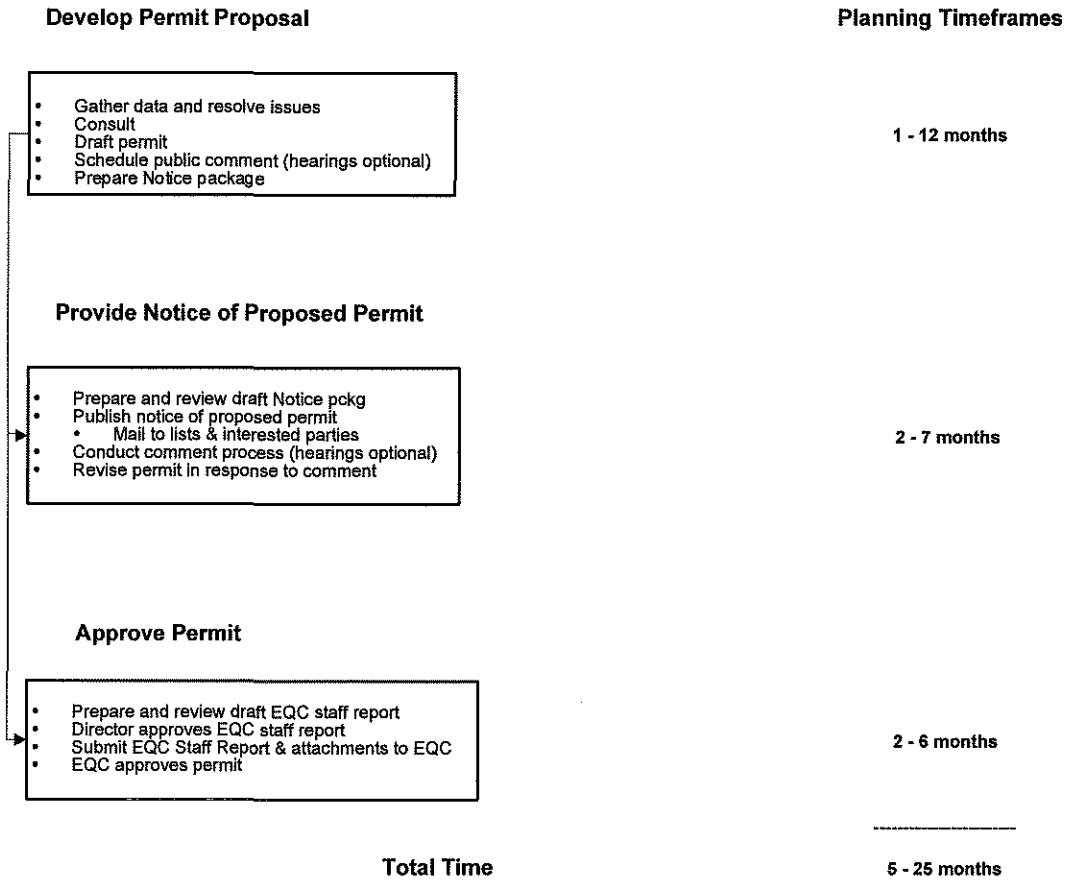 Develop Permit Proposal
Planning Timeframes
• Gather data and resolve issues
• Consult
• Draft permit
• Schedule public comment (hearings optional)
• Prepare Notice package
1 - 12 months
Provide Notice of Proposed Permit
• Prepare and review draft Notice pckg
• Publish notice of proposed permit
• Mail to lists & interested parties
• Conduct comment process (hearings optional)
• Revise permit in response to comment
2 - 7 months
Approve Permit
• Prepare and review draft EQC staff report
• Director approves EQC staff report
• Submit EQC Staff Report & attachments to EQC
• EQC approves permit
2 - 6 months
Total Time
5 - 25 months